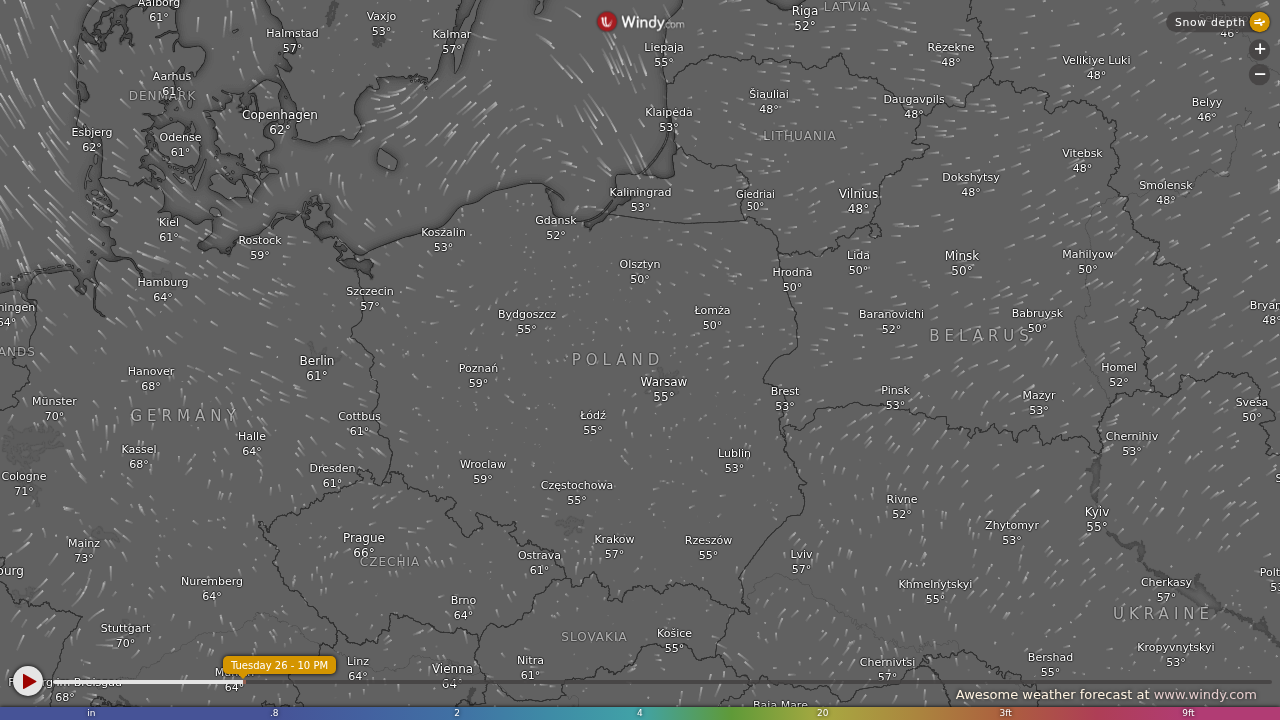 Aalborg
61°
Vaxjo
53°
Halmstad
57°
Kalmar
57°
Windy.com
Liepaja
55°
Riga
52°
LATVIA
Rēzekne
48°
Velikiye Luki
48°
Snow depth
46°
+
−
Aarhus
61°
DENMARK
Copenhagen
62°
Esbjerg
62°
Odense
61°
Klaipėda
53°
Šiauliai
48°
LITHUANIA
Daugavpils
48°
Belyy
46°
Vitebsk
48°
Smolensk
48°
Dokshytsy
48°
Kaliningrad
53°
Giedriai
50°
Vilnius
48°
Kiel
61°
Rostock
59°
Koszalin
53°
Gdansk
52°
Olsztyn
50°
Hrodna
50°
Lida
50°
Minsk
50°
Mahilyow
50°
Hamburg
64°
Szczecin
57°
ningen
64°
Bydgoszcz
55°
Łomża
50°
Baranovichi
52°
Babruysk
50°
BELARUS
Bryan
48°
ANDS
POLAND
Berlin
61°
Hanover
68°
Poznań
59°
Warsaw
55°
Brest
53°
Pinsk
53°
Mazyr
53°
Homel
52°
Svesa
50°
Münster
70°
GERMANY
Cottbus
61°
Łódź
55°
Halle
64°
Kassel
68°
Chernihiv
53°
Cologne
71°
Dresden
61°
Wroclaw
59°
Lublin
53°
Częstochowa
55°
Rivne
52°
Zhytomyr
53°
Kyiv
55°
Mainz
73°
Prague
66°
CZECHIA
Ostrava
61°
Krakow
57°
Rzeszów
55°
Lviv
57°
burg
Nuremberg
64°
Brno
64°
Khmelnytskyi
55°
Cherkasy
57°
Polt
53
UKRAINE
Stuttgart
70°
SLOVAKIA
Košice
55°
Kropyvnytskyi
53°
Tuesday 26 - 10 PM
Linz
64°
Vienna
64°
Nitra
61°
Chernivtsi
57°
Bershad
55°
68°
64°
Awesome weather forecast at www.windy.com
Baia Mare
in .8 2 4 20 3ft 9ft